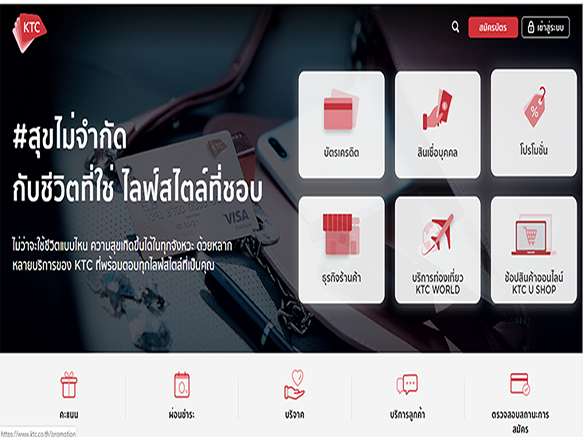 KTC
สมัครบัตร
เข้าสู่ระบบ
#สุขไม่จำกัด
กับชีวิตที่ใช่ ไลฟ์สไตล์ที่ชอบ
ไม่ว่าจะใช้ชีวิตแบบไหน ความสุขเกิดขึ้นได้ในทุกจังหวะ ด้วยหลาก
หลายบริการของ KTC ที่พร้อมตอบทุกไลฟ์สไตล์ที่เป็นคุณ
VISA
บัตรเครดิต
สินเชื่อบุคคล
โปรโมชั่น
%
ธุรกิจร้านค้า
บริการท่องเที่ยว
KTC WORLD
ช้อปสินค้าออนไลน์
KTC U SHOP
คะแนน
ผ่อนชำระ
บริจาค
บริการลูกค้า
ตรวจสอบสถานะการ
สมัคร
https://www.ktc.co.th/promotion